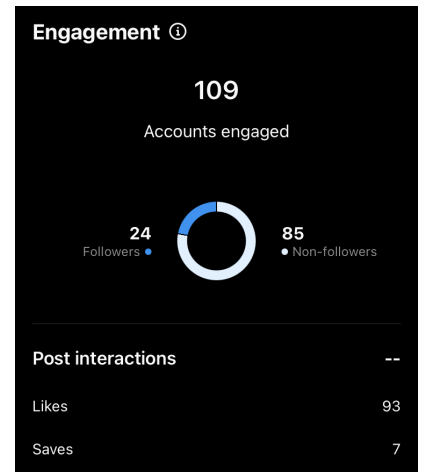 Engagement
109
Accounts engaged
24
Followers
85
Non-followers
Post interactions --
Likes 93
Saves 7